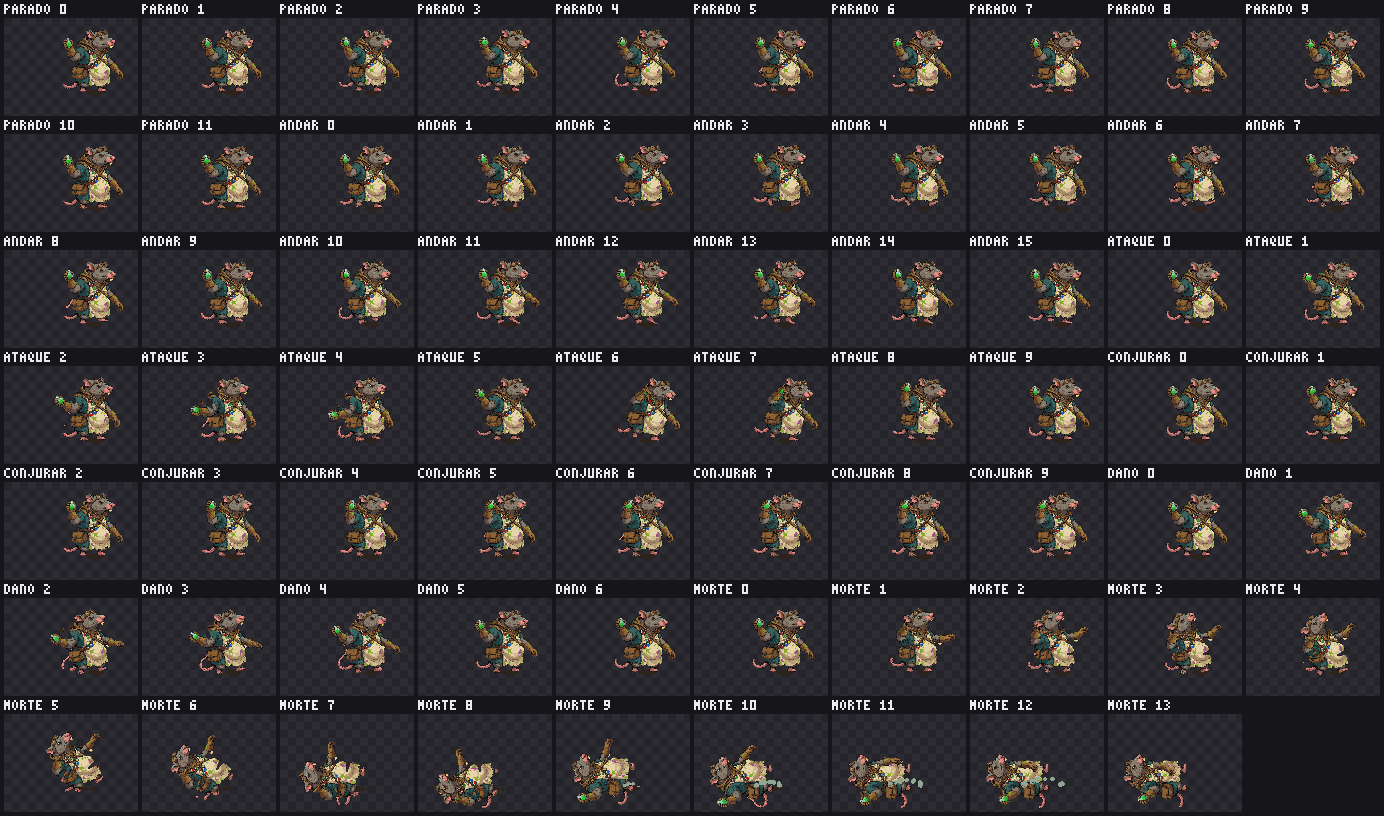 PARADO 0 PARADO 1 PARADO 2 PARADO 3 PARADO 4 PARADO 5 PARADO 6 PARADO 7 PARADO 8 PARADO 9
PARADO 10 PARADO 11 ANDAR 0 ANDAR 1 ANDAR 2 ANDAR 3 ANDAR 4 ANDAR 5 ANDAR 6 ANDAR 7
ANDAR 8 ANDAR 9 ANDAR 10 ANDAR 11 ANDAR 12 ANDAR 13 ANDAR 14 ANDAR 15 ATAQUE 0 ATAQUE 1
ATAQUE 2 ATAQUE 3 ATAQUE 4 ATAQUE 5 ATAQUE 6 ATAQUE 7 ATAQUE 8 ATAQUE 9 CONJURAR 0 CONJURAR 1
CONJURAR 2 CONJURAR 3 CONJURAR 4 CONJURAR 5 CONJURAR 6 CONJURAR 7 CONJURAR 8 CONJURAR 9 DANO 0 DANO 1
DANO 2 DANO 3 DANO 4 DANO 5 DANO 6 MORTE 0 MORTE 1 MORTE 2 MORTE 3 MORTE 4
MORTE 5 MORTE 6 MORTE 7 MORTE 8 MORTE 9 MORTE 10 MORTE 11 MORTE 12 MORTE 13